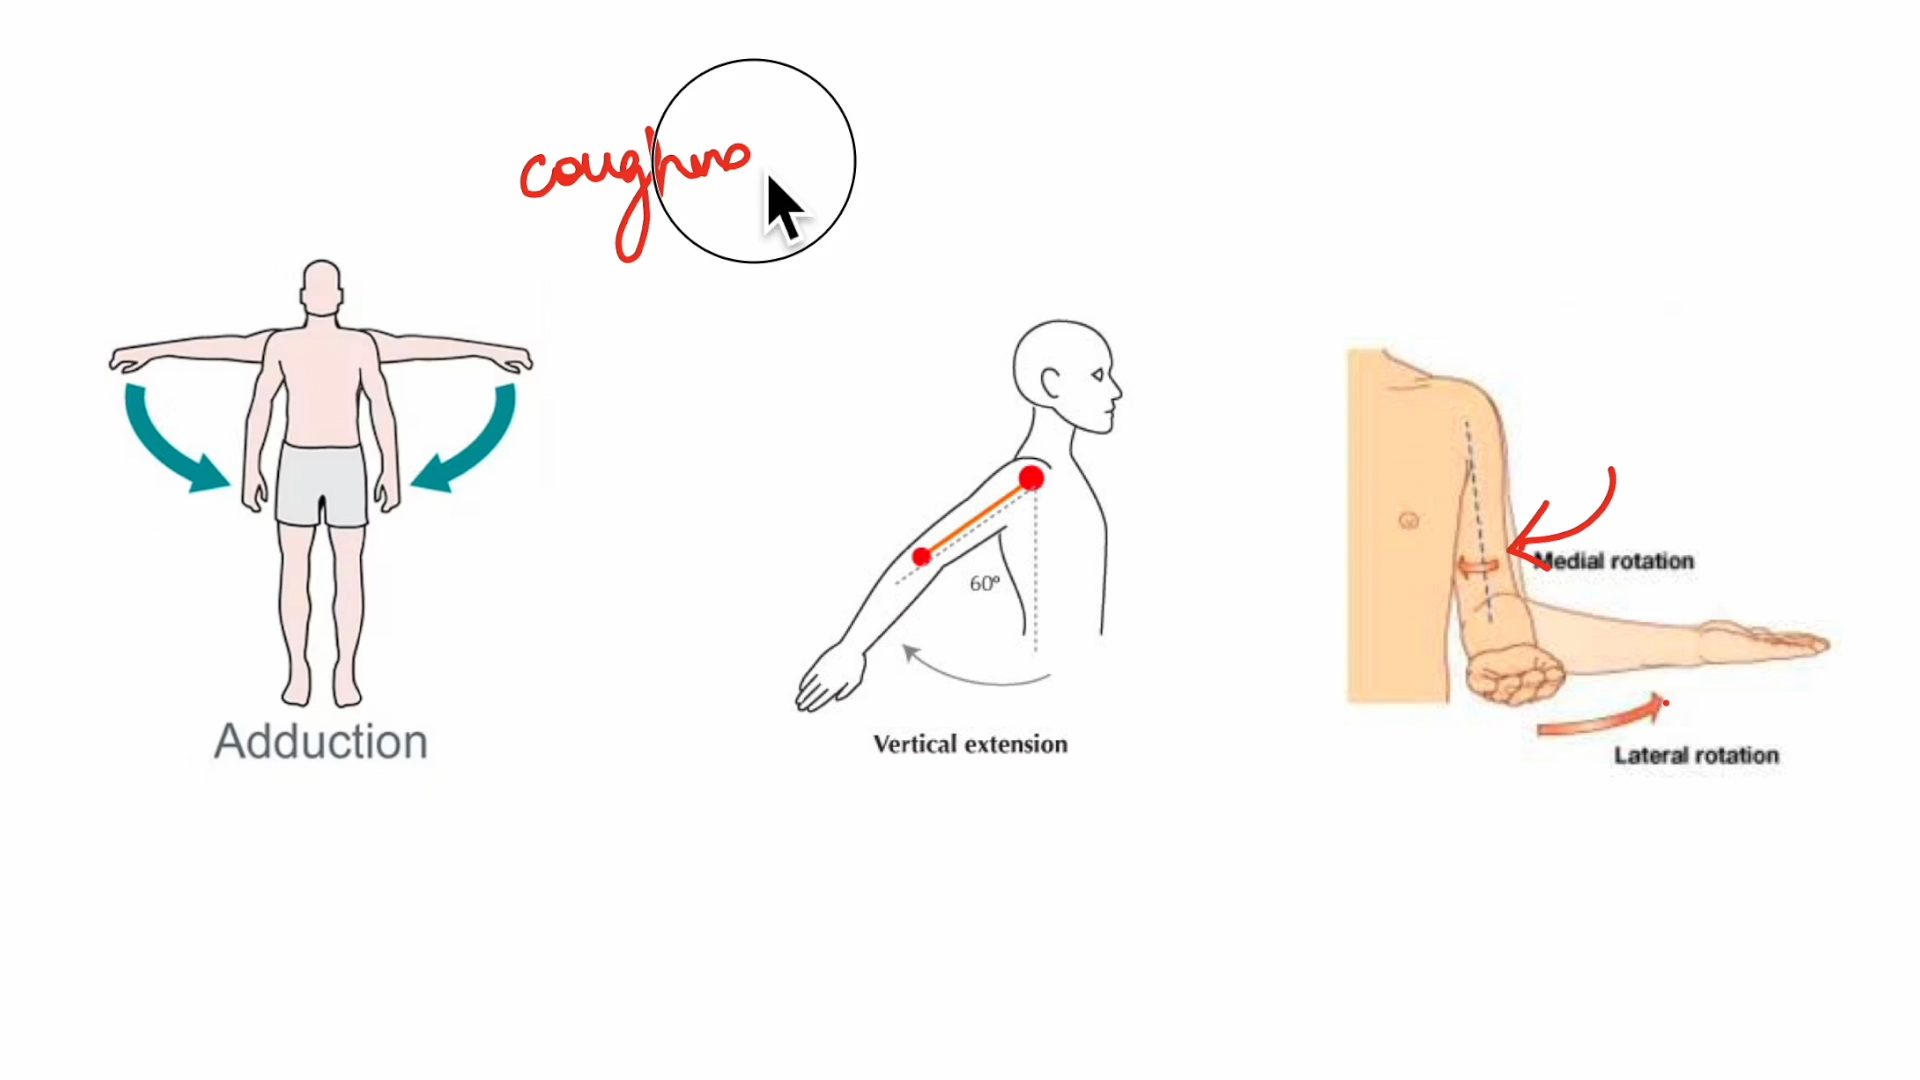 coughing
60°
Medial rotation
Adduction
Vertical extension
Lateral rotation